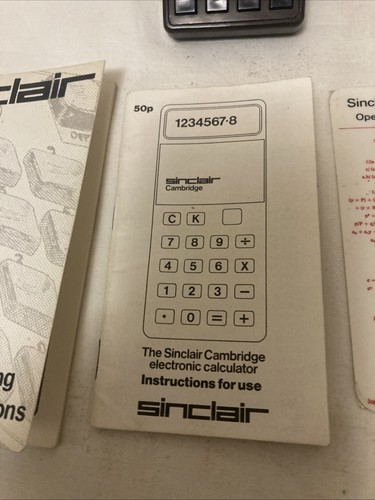 clair
ng
ons
50p
1234567·8
sinclair
Cambridge
C K
7 8 9 ÷
4 5 6 X
1 2 3 −
· 0 = +
The Sinclair Cambridge
electronic calculator
Instructions for use
sinclair
Sinc
Ope